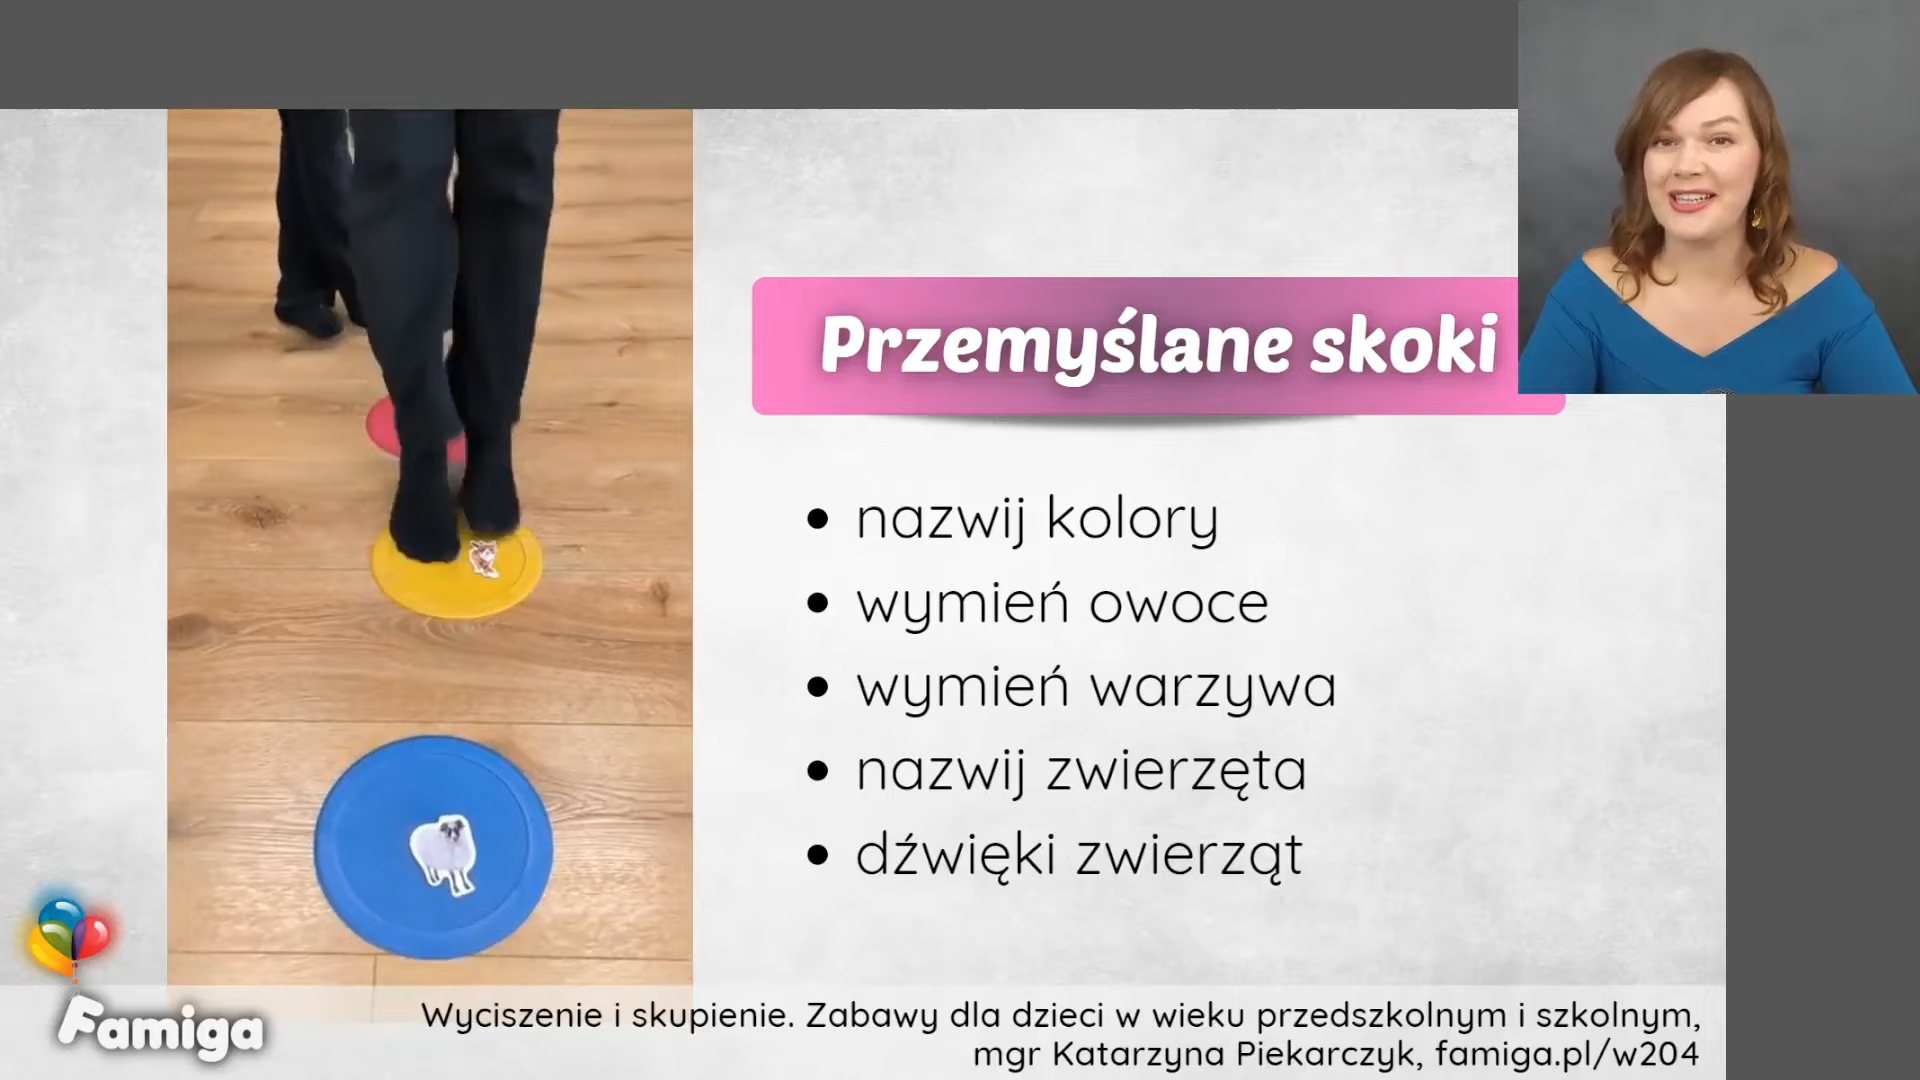 Przemyślane skoki
nazwij kolory
wymień owoce
wymień warzywa
nazwij zwierzęta
dźwięki zwierząt
Famiga
Wyciszenie i skupienie. Zabawy dla dzieci w wieku przedszkolnym i szkolnym,
mgr Katarzyna Piekarczyk, famiga.pl/w204